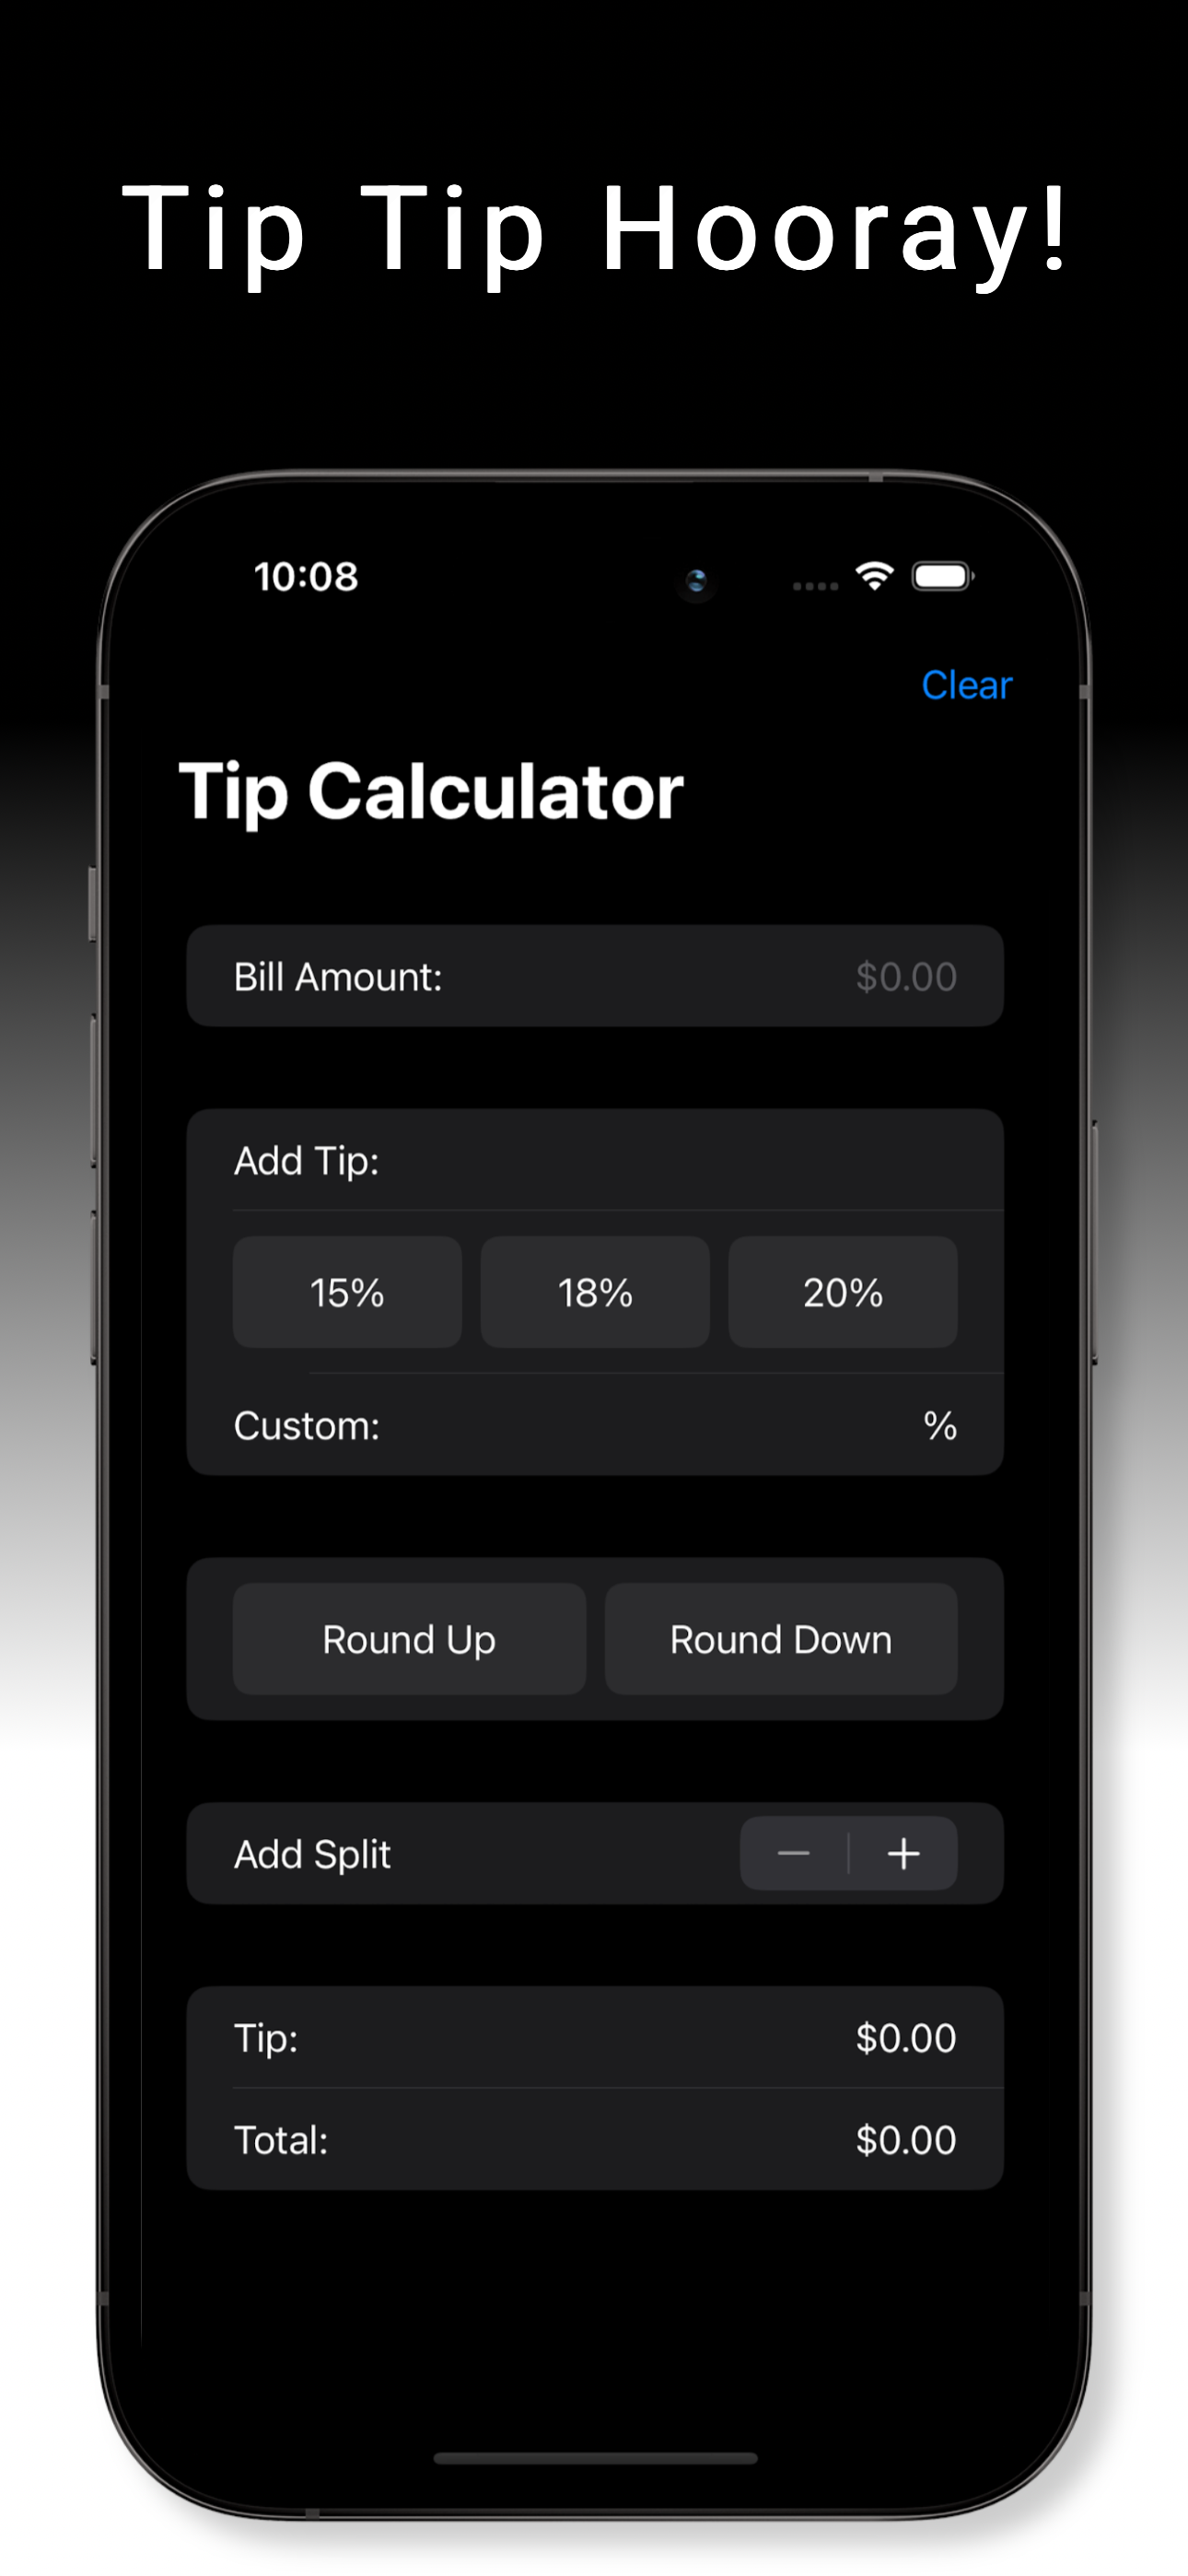 Tip Tip Hooray!
10:08
Clear
Tip Calculator
Bill Amount: $0.00
Add Tip:
15% 18% 20%
Custom: %
Round Up Round Down
Add Split − +
Tip: $0.00
Total: $0.00